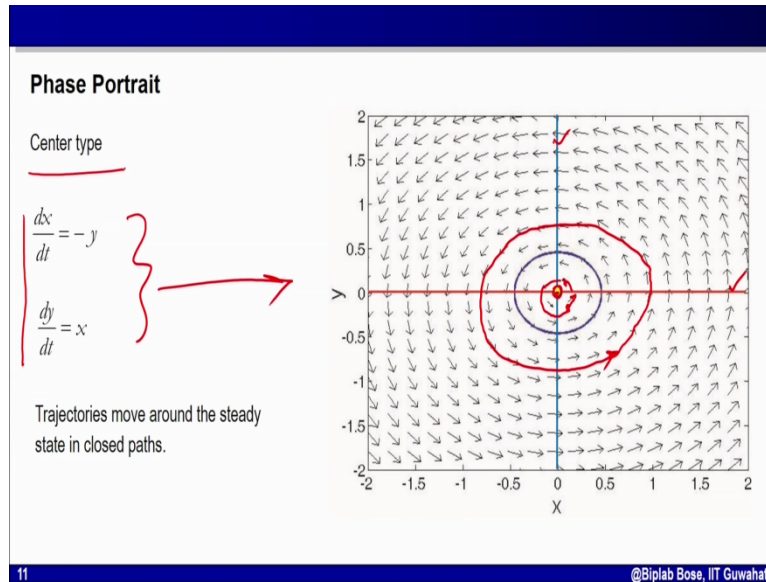 Phase Portrait
Center type
dx/dt = -y
dy/dt = x
Trajectories move around the steady
state in closed paths.
2
1.5
1
0.5
0
-0.5
-1
-1.5
-2
y
-2 -1.5 -1 -0.5 0 0.5 1 1.5 2
X
11 @Biplab Bose, IIT Guwahat